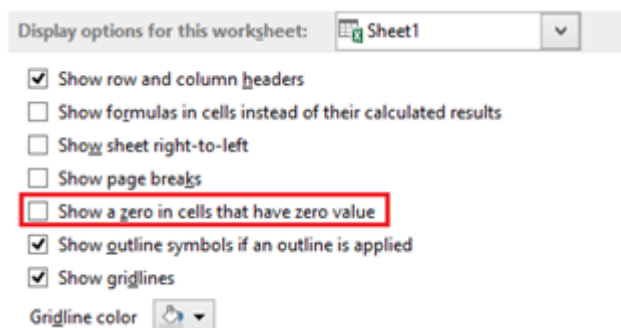 Display options for this worksheet: Sheet1
Show row and column headers
Show formulas in cells instead of their calculated results
Show sheet right-to-left
Show page breaks
Show a zero in cells that have zero value
Show outline symbols if an outline is applied
Show gridlines
Gridline color